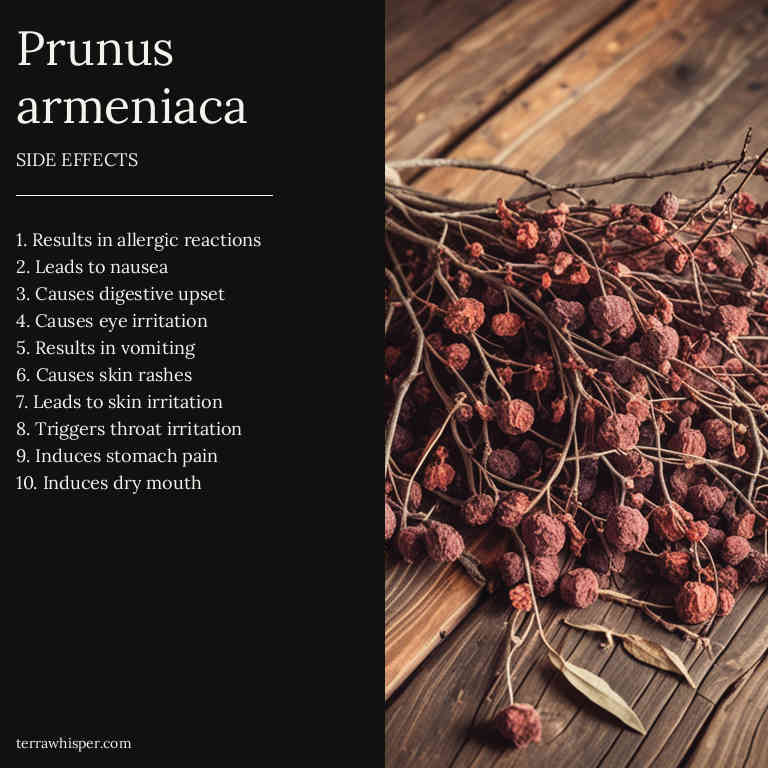 Prunus
armeniaca
SIDE EFFECTS
1. Results in allergic reactions
2. Leads to nausea
3. Causes digestive upset
4. Causes eye irritation
5. Results in vomiting
6. Causes skin rashes
7. Leads to skin irritation
8. Triggers throat irritation
9. Induces stomach pain
10. Induces dry mouth
terrawhisper.com